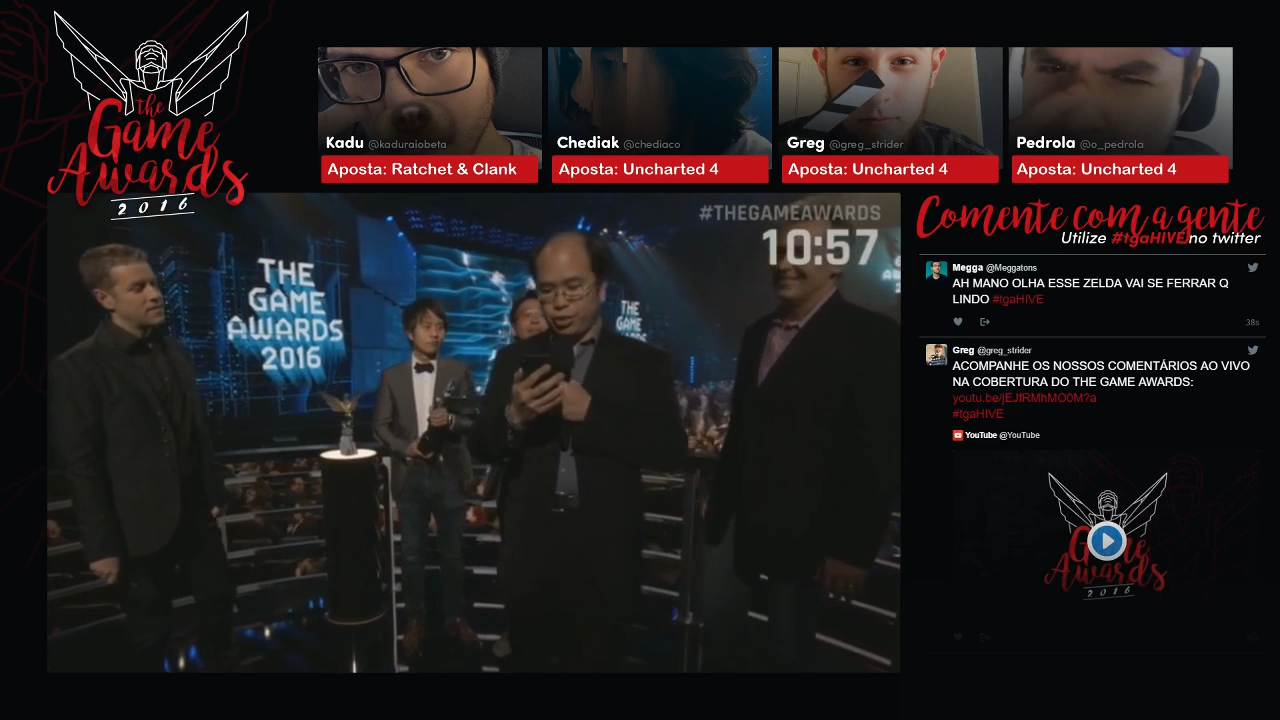 the
Game
Awards
2016
Kadu @kaduraiobeta
Aposta: Ratchet & Clank
Chediak @chediaco
Aposta: Uncharted 4
Greg @greg_strider
Aposta: Uncharted 4
Pedrola @o_pedrola
Aposta: Uncharted 4
#THEGAMEAWARDS
10:57
THE
GAME
AWARDS
2016
THE
GAME
Comente com a gente
Utilize #tgaHIVE no twitter
Megga @Meggatons
AH MANO OLHA ESSE ZELDA VAI SE FERRAR Q
LINDO #tgaHIVE
38s
Greg @greg_strider
ACOMPANHE OS NOSSOS COMENTÁRIOS AO VIVO
NA COBERTURA DO THE GAME AWARDS:
youtu.be/jEJfRMhMO0M?a
#tgaHIVE
YouTube @YouTube
Game
Awards
2016